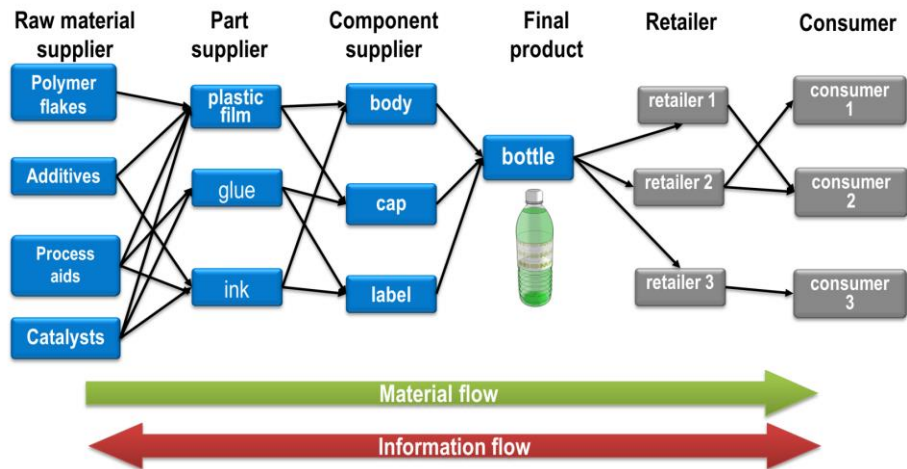 Raw material
supplier
Part
supplier
Component
supplier
Final
product
Retailer
Consumer
Polymer
flakes
plastic
film
body
retailer 1
consumer
1
Additives
glue
cap
bottle
retailer 2
consumer
2
Process
aids
ink
label
retailer 3
consumer
3
Catalysts
Material flow
Information flow